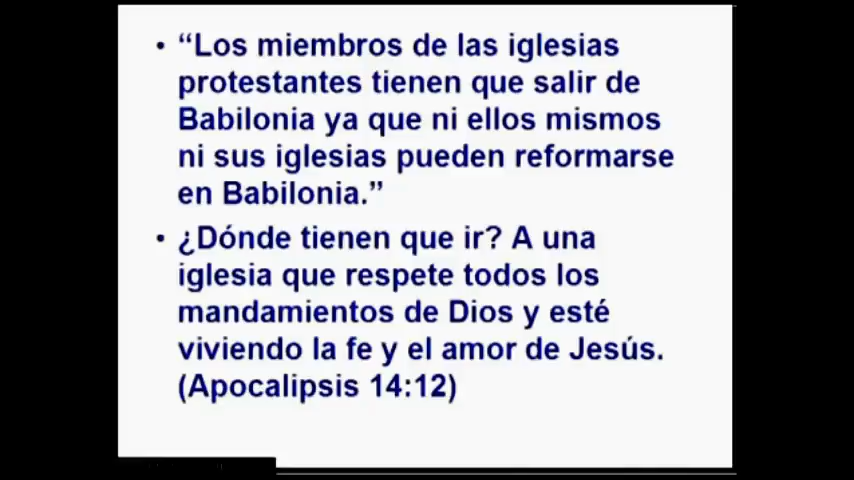 • “Los miembros de las iglesias
protestantes tienen que salir de
Babilonia ya que ni ellos mismos
ni sus iglesias pueden reformarse
en Babilonia.”
• ¿Dónde tienen que ir? A una
iglesia que respete todos los
mandamientos de Dios y esté
viviendo la fe y el amor de Jesús.
(Apocalipsis 14:12)